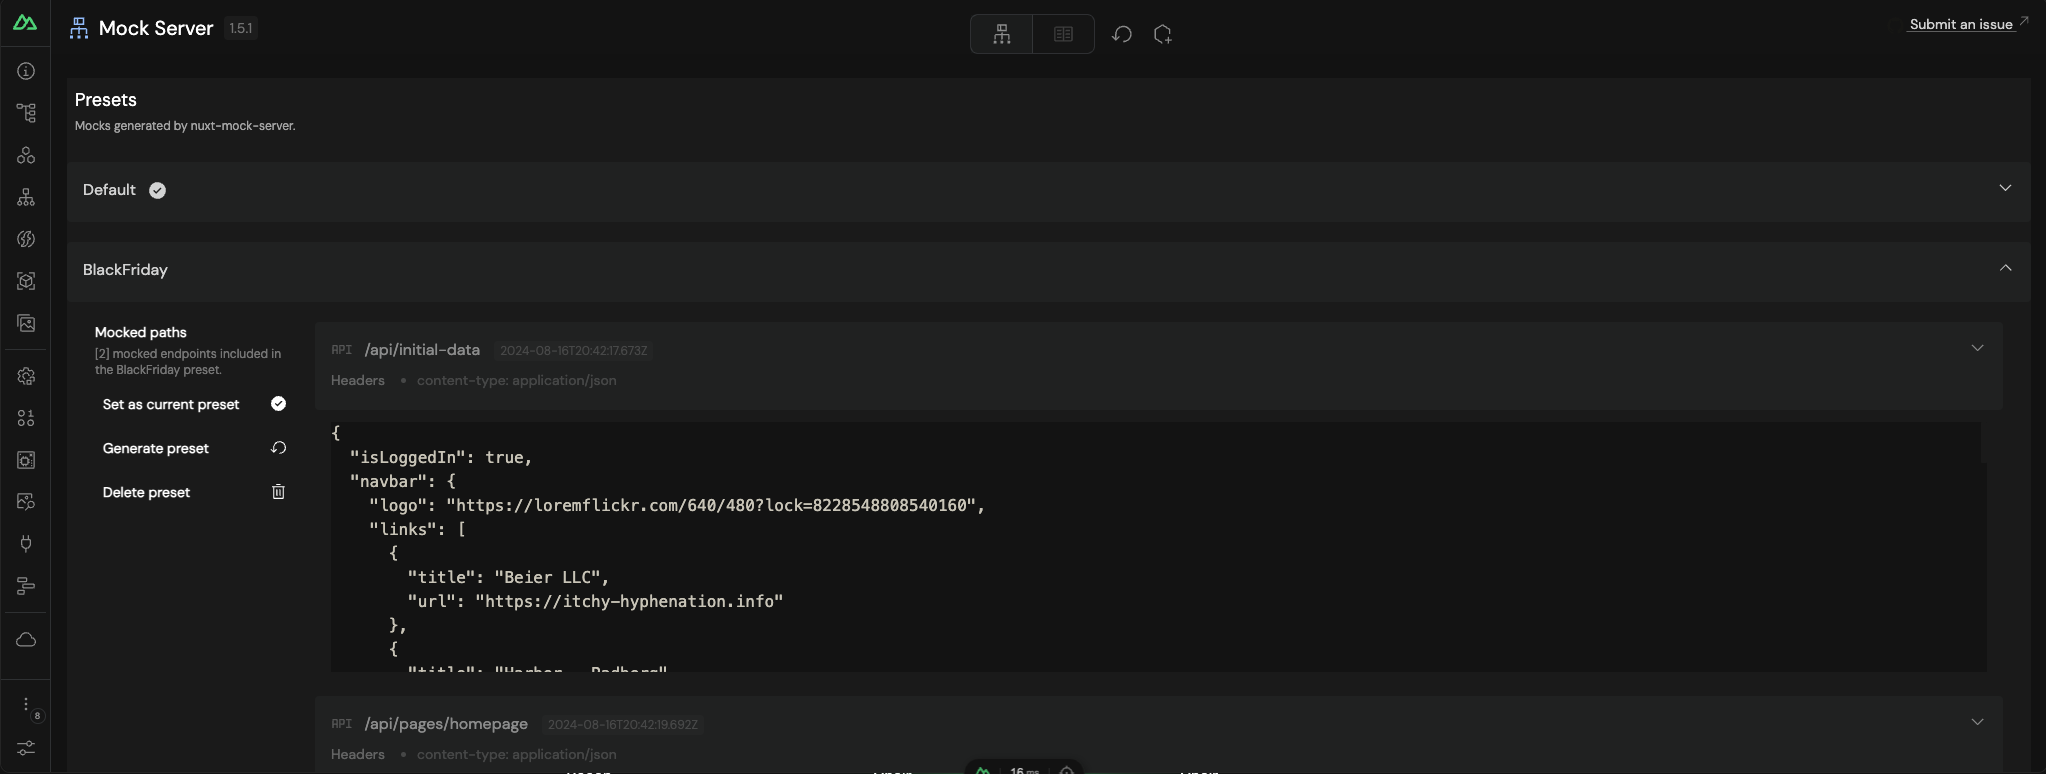 Mock Server 1.5.1
Submit an issue
Presets
Mocks generated by nuxt-mock-server.
Default
BlackFriday
Mocked paths
[2] mocked endpoints included in
the BlackFriday preset.
Set as current preset
Generate preset
Delete preset
API /api/initial-data 2024-08-16T20:42:17.673Z
Headers • content-type: application/json
{
"isLoggedIn": true,
"navbar": {
"logo": "https://loremflickr.com/640/480?lock=8228548808540160",
"links": [
{
"title": "Beier LLC",
"url": "https://itchy-hyphenation.info"
},
{
"title": "Harber - Padberg"
API /api/pages/homepage 2024-08-16T20:42:19.692Z
Headers • content-type: application/json
8
16 ms